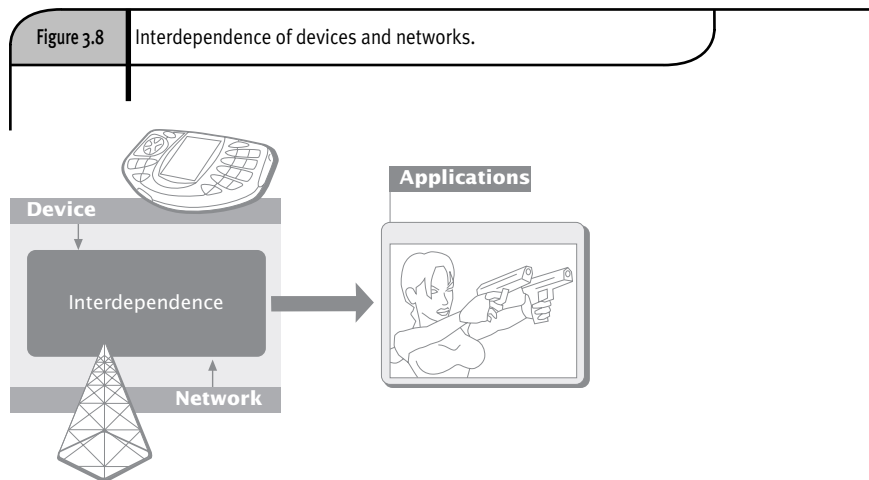 Figure 3.8 Interdependence of devices and networks.
Applications
Device
Interdependence
Network